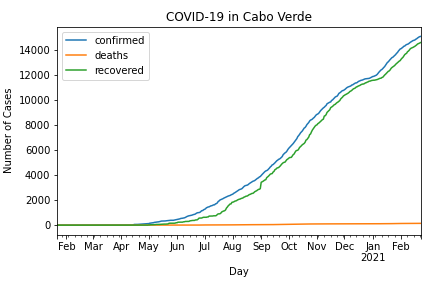 COVID-19 in Cabo Verde
confirmed
deaths
recovered
Number of Cases
14000
12000
10000
8000
6000
4000
2000
0
Feb Mar Apr May Jun Jul Aug Sep Oct Nov Dec Jan Feb
2021
Day